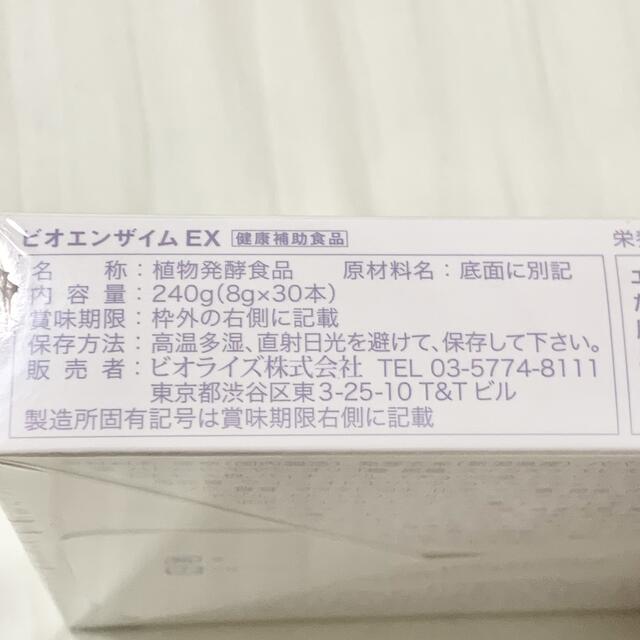 ビオエンザイム EX 健康補助食品
名　　称：植物発酵食品　　原材料名：底面に別記
内 容 量：240g(8g×30本)
賞味期限：枠外の右側に記載
保存方法：高温多湿、直射日光を避けて、保存して下さい。
販 売 者：ビオライズ株式会社　TEL 03-5774-8111
東京都渋谷区東3-25-10 T&Tビル
製造所固有記号は賞味期限右側に記載